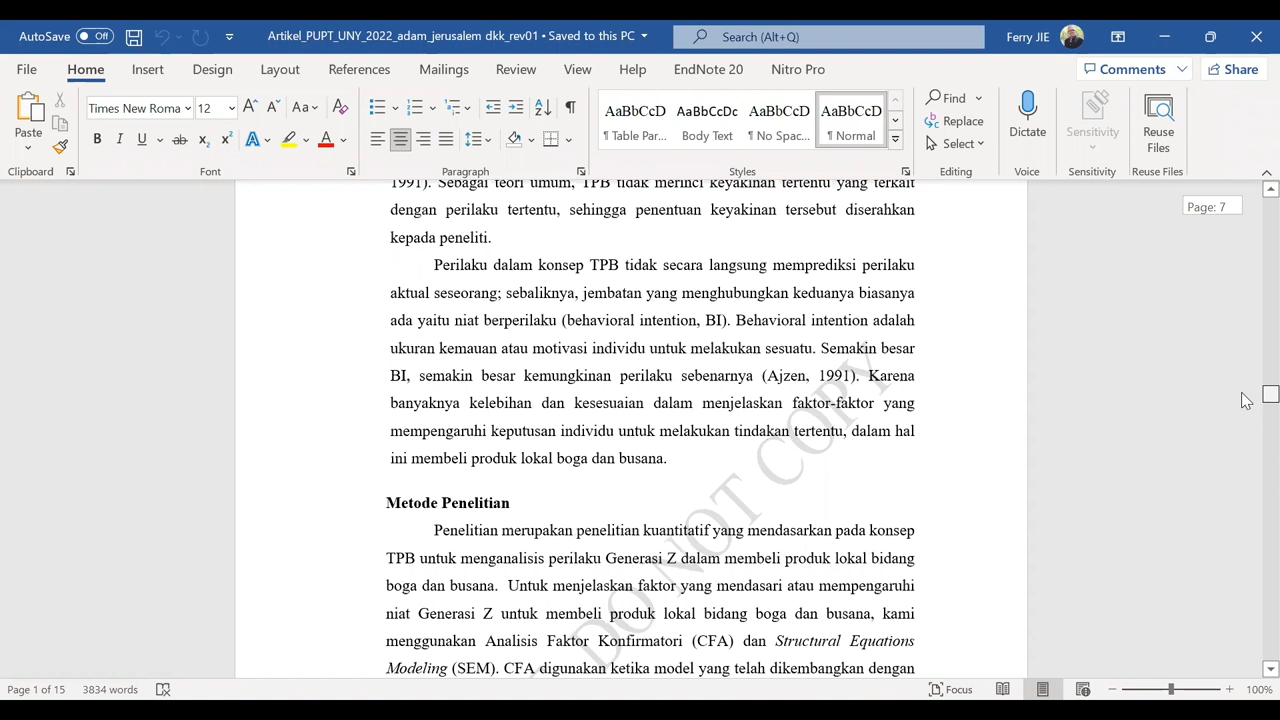 AutoSave Off Artikel_PUPT_UNY_2022_adam_jerusalem dkk_rev01 • Saved to this PC Search (Alt+Q) Ferry JIE
File Home Insert Design Layout References Mailings Review View Help EndNote 20 Nitro Pro Comments Share
Paste Times New Roma 12 Aa AaBbCcD AaBbCcDc AaBbCcD AaBbCcD Find Dictate Sensitivity Reuse Files
B I U ab x₂ x² A A ¶ Table Par... Body Text ¶ No Spac... ¶ Normal Replace
Select
Clipboard Font Paragraph Styles Editing Voice Sensitivity Reuse Files
1991). Sebagai teori umum, TPB tidak merinci keyakinan tertentu yang terkait
Page: 7
dengan perilaku tertentu, sehingga penentuan keyakinan tersebut diserahkan
kepada peneliti.
Perilaku dalam konsep TPB tidak secara langsung memprediksi perilaku
aktual seseorang; sebaliknya, jembatan yang menghubungkan keduanya biasanya
ada yaitu niat berperilaku (behavioral intention, BI). Behavioral intention adalah
ukuran kemauan atau motivasi individu untuk melakukan sesuatu. Semakin besar
BI, semakin besar kemungkinan perilaku sebenarnya (Ajzen, 1991). Karena
banyaknya kelebihan dan kesesuaian dalam menjelaskan faktor-faktor yang
mempengaruhi keputusan individu untuk melakukan tindakan tertentu, dalam hal
ini membeli produk lokal boga dan busana.
DO NOT COPY
Metode Penelitian
Penelitian merupakan penelitian kuantitatif yang mendasarkan pada konsep
TPB untuk menganalisis perilaku Generasi Z dalam membeli produk lokal bidang
boga dan busana. Untuk menjelaskan faktor yang mendasari atau mempengaruhi
niat Generasi Z untuk membeli produk lokal bidang boga dan busana, kami
menggunakan Analisis Faktor Konfirmatori (CFA) dan Structural Equations
Modeling (SEM). CFA digunakan ketika model yang telah dikembangkan dengan
Page 1 of 15 3834 words Focus 100%